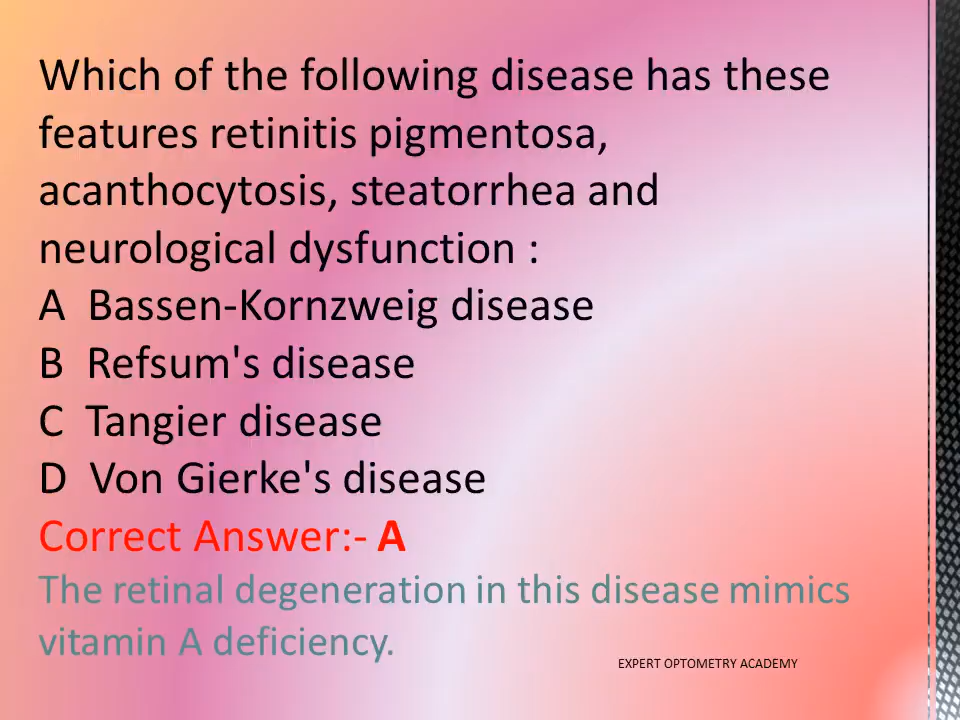 Which of the following disease has these
features retinitis pigmentosa,
acanthocytosis, steatorrhea and
neurological dysfunction :
A Bassen-Kornzweig disease
B Refsum's disease
C Tangier disease
D Von Gierke's disease
Correct Answer:- A
The retinal degeneration in this disease mimics
vitamin A deficiency.
EXPERT OPTOMETRY ACADEMY